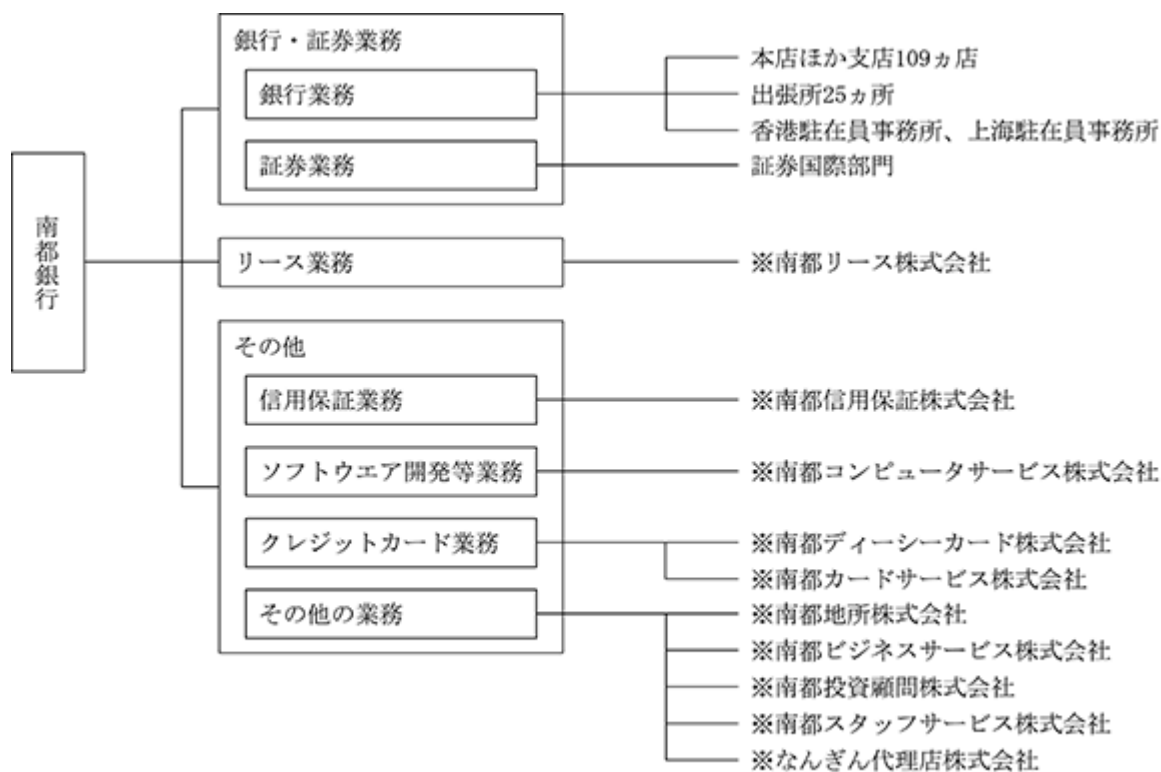 南都銀行
銀行・証券業務
銀行業務
本店ほか支店109ヵ店
出張所25ヵ所
香港駐在員事務所、上海駐在員事務所
証券業務
証券国際部門
リース業務
※南都リース株式会社
その他
信用保証業務
※南都信用保証株式会社
ソフトウエア開発等業務
※南都コンピュータサービス株式会社
クレジットカード業務
※南都ディーシーカード株式会社
※南都カードサービス株式会社
その他の業務
※南都地所株式会社
※南都ビジネスサービス株式会社
※南都投資顧問株式会社
※南都スタッフサービス株式会社
※なんぎん代理店株式会社